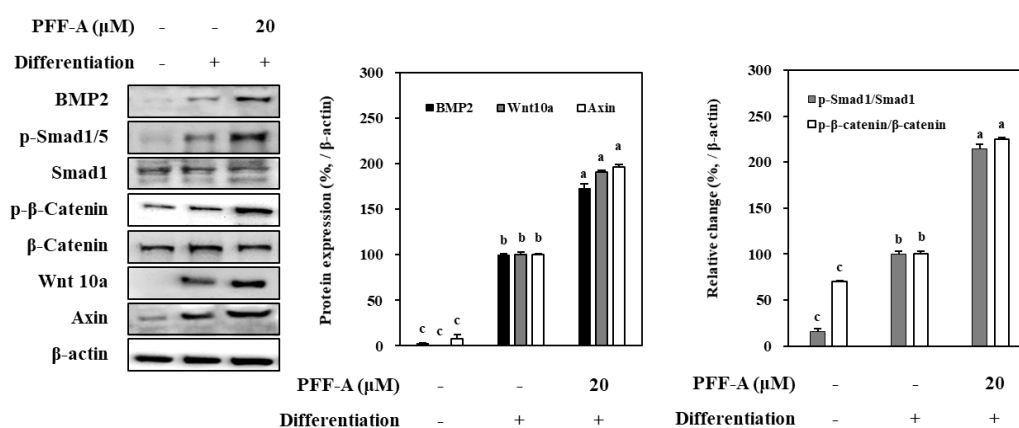 PFF-A (μM) - - 20
Differentiation - + +
BMP2
p-Smad1/5
Smad1
p-β-Catenin
β-Catenin
Wnt 10a
Axin
β-actin
Protein expression (%, / β-actin)
300
250
200
150
100
50
0
BMP2 Wnt10a Axin
c c c
b b b
a a a
PFF-A (μM) - - 20
Differentiation - + +
Relative change (%, / β-actin)
300
250
200
150
100
50
0
p-Smad1/Smad1
p-β-catenin/β-catenin
c c
b b
a a
PFF-A (μM) - - 20
Differentiation - + +